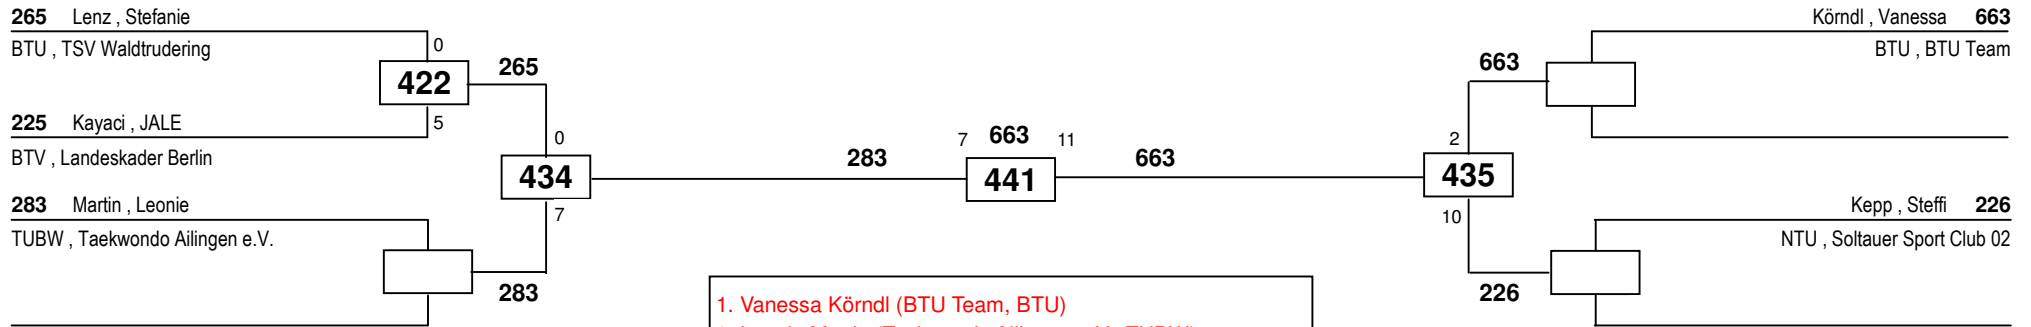 265 Lenz , Stefanie
BTU , TSV Waldtrudering
0
422
265
225 Kayaci , JALE
5
BTV , Landeskader Berlin
0
434
7
283 Martin , Leonie
TUBW , Taekwondo Ailingen e.V.
283
283
7 663 11
441
663
Körndl , Vanessa 663
BTU , BTU Team
663
2
435
10
Kepp , Steffi 226
NTU , Soltauer Sport Club 02
226
1. Vanessa Körndl (BTU Team, BTU)